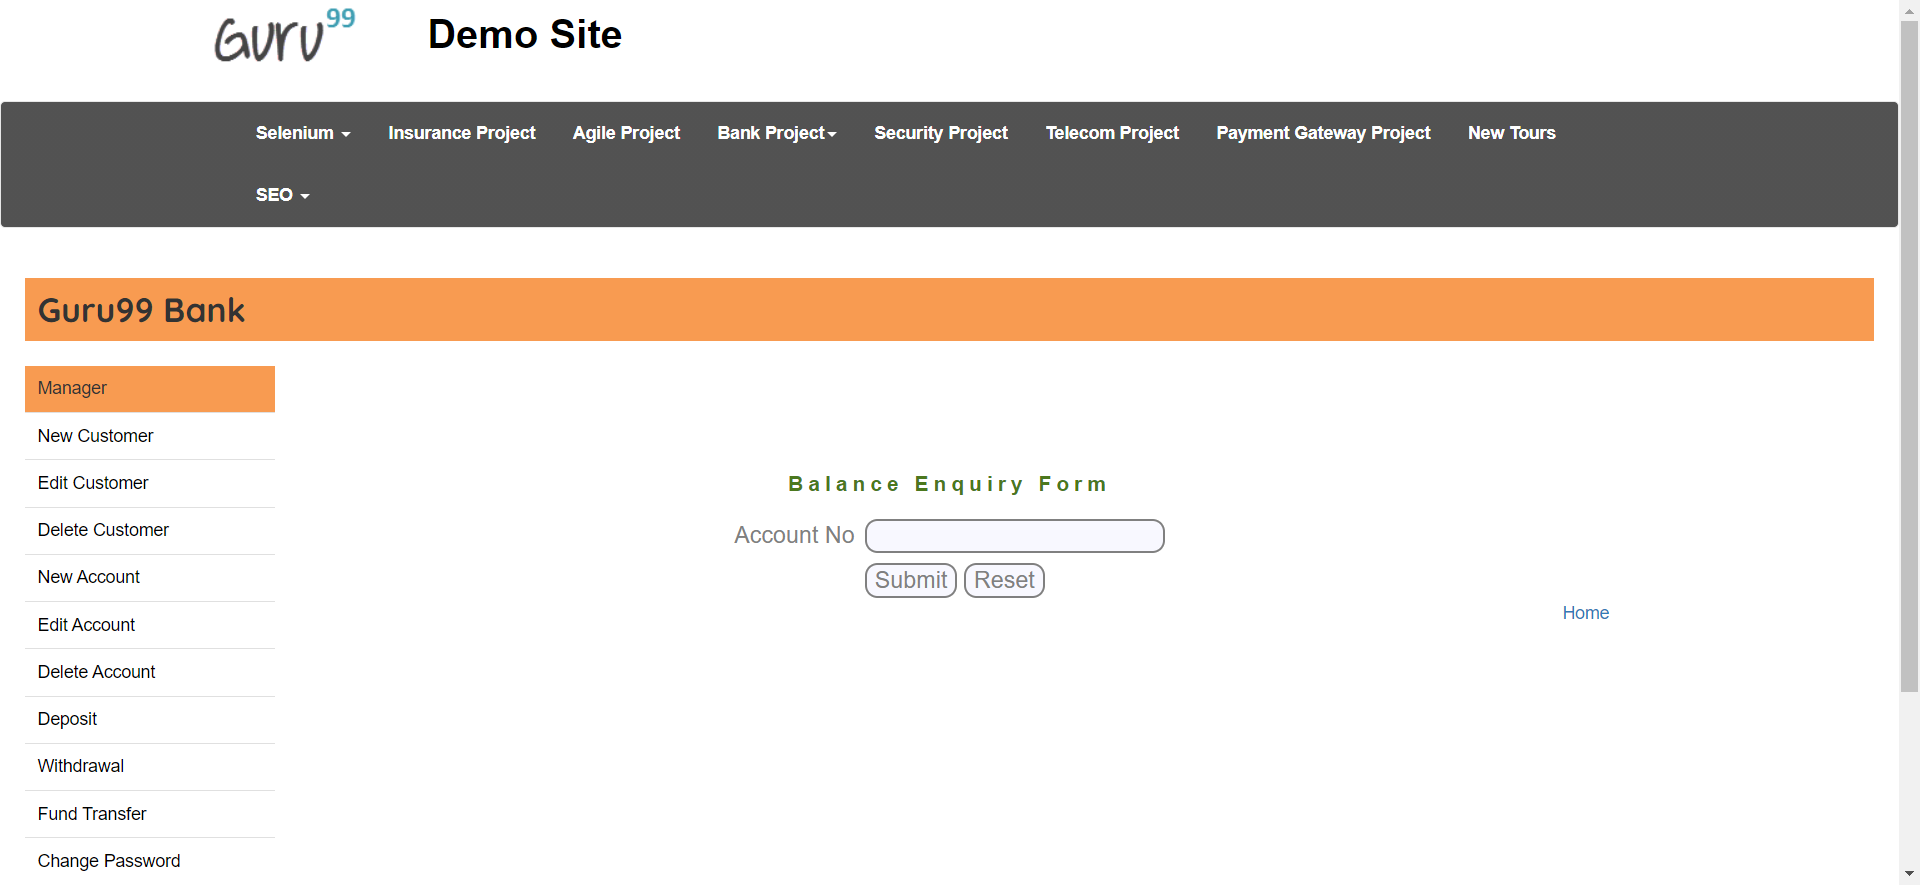 Guru99 Demo Site
Selenium Insurance Project Agile Project Bank Project Security Project Telecom Project Payment Gateway Project New Tours
SEO
Guru99 Bank
Manager
New Customer
Edit Customer
Balance Enquiry Form
Delete Customer
Account No
New Account
Submit Reset
Edit Account
Home
Delete Account
Deposit
Withdrawal
Fund Transfer
Change Password